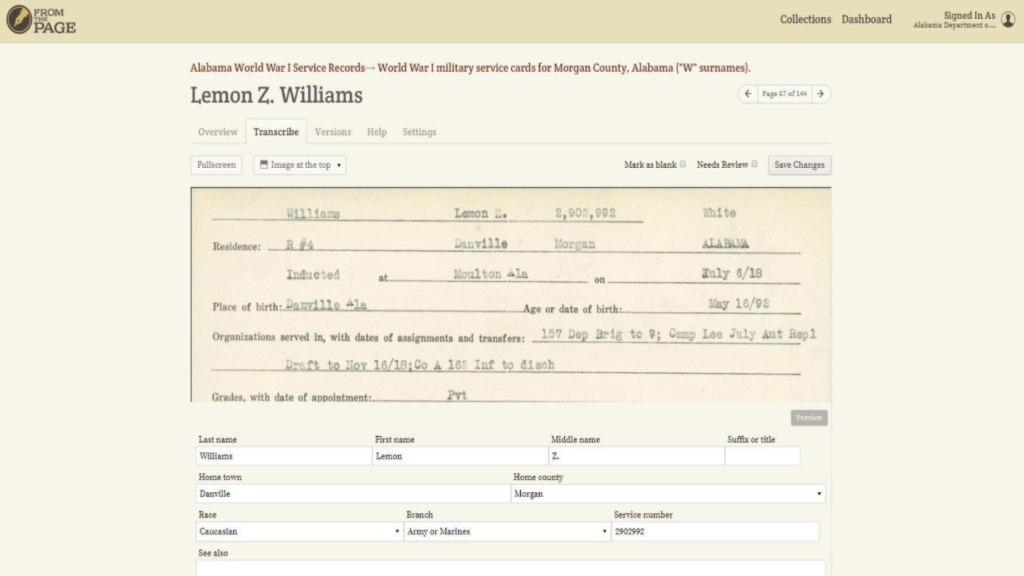 FROM THE PAGE
Collections Dashboard Signed In As
Alabama Department o...
Alabama World War I Service Records→ World War I military service cards for Morgan County, Alabama ("W" surnames).
Lemon Z. Williams
← Page 87 of 144 →
Overview Transcribe Versions Help Settings
Fullscreen Image at the top Mark as blank Needs Review Save Changes
Williams Lemon Z. 2,902,992 White
Residence: R #4 Danville Morgan ALABAMA
Inducted at Moulton Ala on July 6/18
Place of birth: Danville Ala Age or date of birth: May 16/92
Organizations served in, with dates of assignments and transfers: 157 Dep Brig to ?; Camp Lee July Aut Repl
Draft to Nov 16/18;Co A 162 Inf to disch
Grades, with date of appointment: Pvt
Preview
Last name First name Middle name Suffix or title
Williams Lemon Z.
Home town Home county
Danville Morgan
Race Branch Service number
Caucasian Army or Marines 2902992
See also